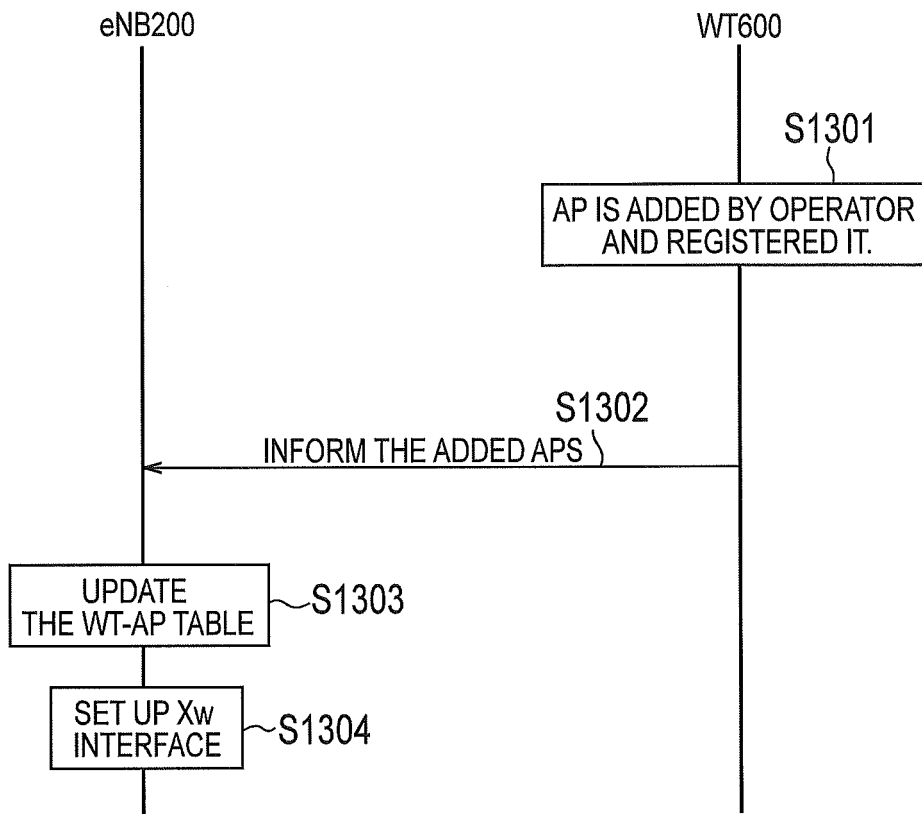 eNB200
WT600
S1301
AP IS ADDED BY OPERATOR
AND REGISTERED IT.
S1302
INFORM THE ADDED APS
UPDATE
THE WT-AP TABLE
S1303
SET UP Xw
INTERFACE
S1304